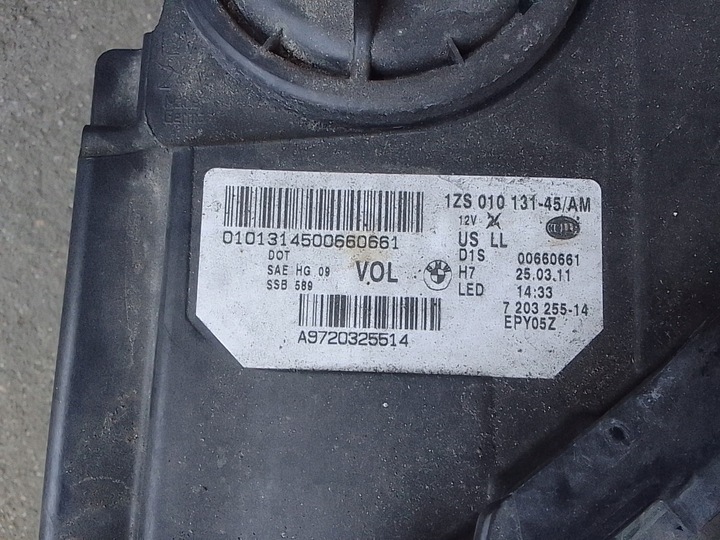 1ZS 010 131-45/AM
12V
0101314500660661
US LL
DOT
D1S 00660661
SAE HG 09
VOL
H7 25.03.11
SSB 589
LED 14:33
7 203 255-14
EPY05Z
A9720325514